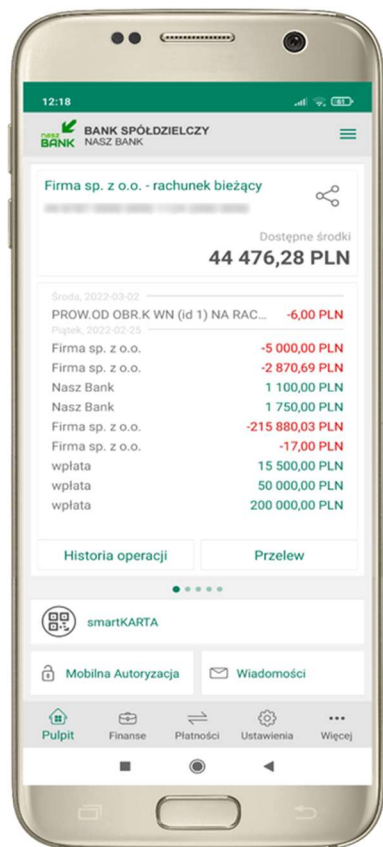 12:18
61
nasz BANK
BANK SPÓŁDZIELCZY
NASZ BANK
Firma sp. z o.o. - rachunek bieżący
Dostępne środki
44 476,28 PLN
Środa, 2022-03-02
PROW.OD OBR.K WN (id 1) NA RAC... -6,00 PLN
Piątek, 2022-02-25
Firma sp. z o.o. -5 000,00 PLN
Firma sp. z o.o. -2 870,69 PLN
Nasz Bank 1 100,00 PLN
Nasz Bank 1 750,00 PLN
Firma sp. z o.o. -215 880,03 PLN
Firma sp. z o.o. -17,00 PLN
wpłata 15 500,00 PLN
wpłata 50 000,00 PLN
wpłata 200 000,00 PLN
Historia operacji Przelew
smartKARTA
Mobilna Autoryzacja Wiadomości
Pulpit Finanse Płatności Ustawienia Więcej